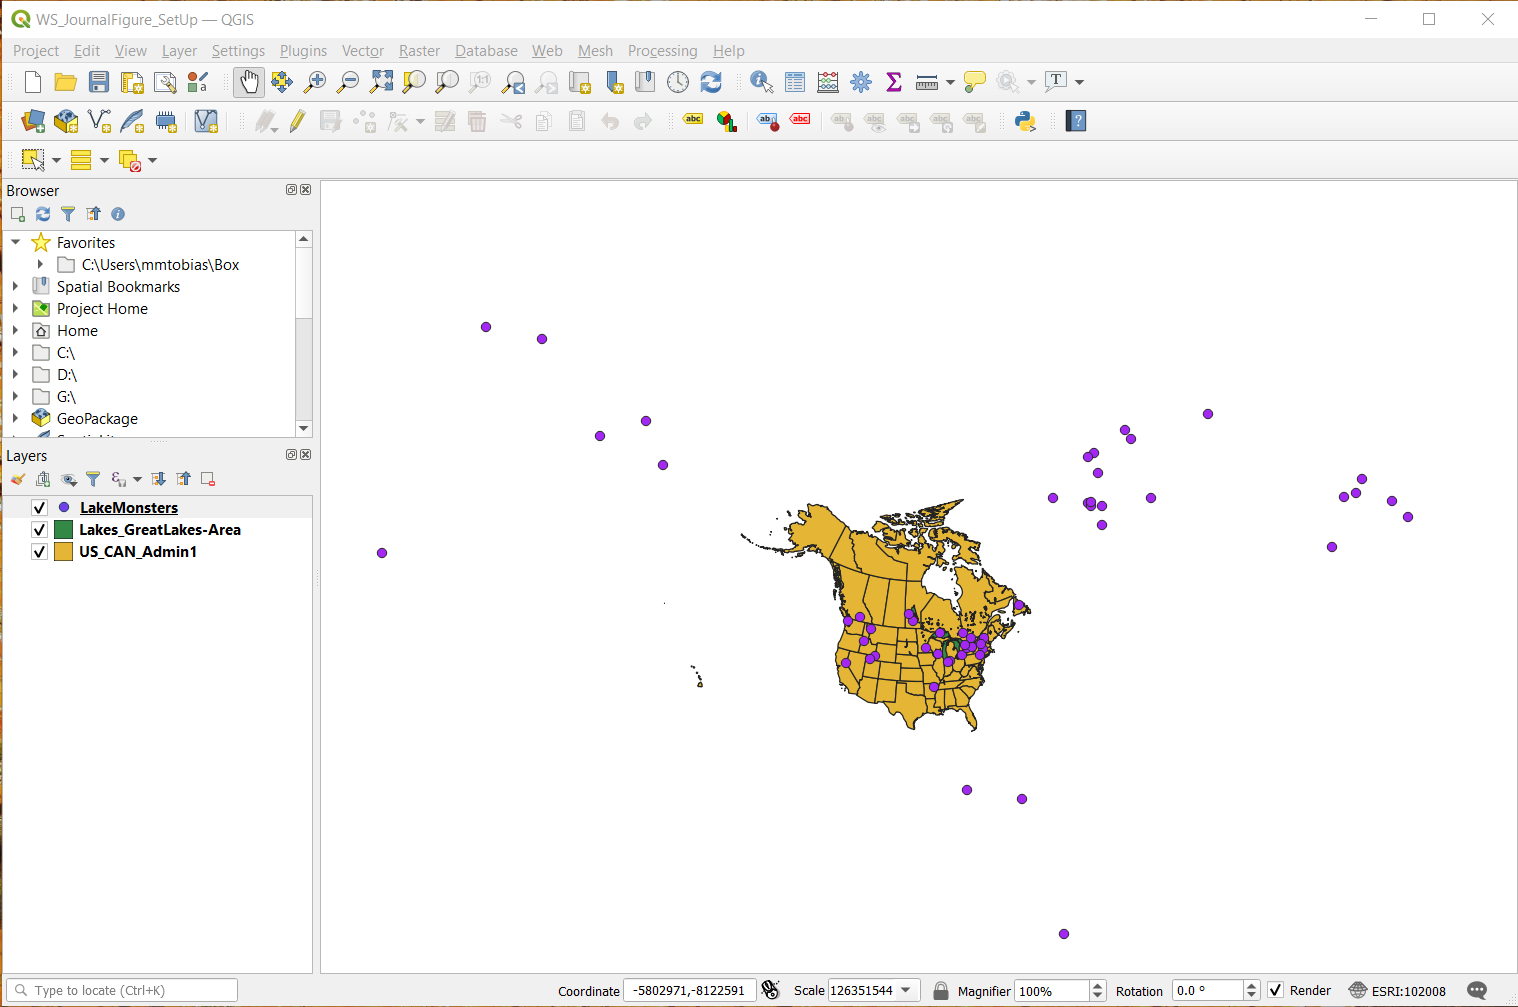 WS_JournalFigure_SetUp — QGIS
Project Edit View Layer Settings Plugins Vector Raster Database Web Mesh Processing Help
Browser
Favorites
C:\Users\mmtobias\Box
Spatial Bookmarks
Project Home
Home
C:\
D:\
G:\
GeoPackage
Layers
LakeMonsters
Lakes_GreatLakes-Area
US_CAN_Admin1
Type to locate (Ctrl+K)
Coordinate -5802971,-8122591 Scale 126351544 Magnifier 100% Rotation 0.0 ° Render ESRI:102008